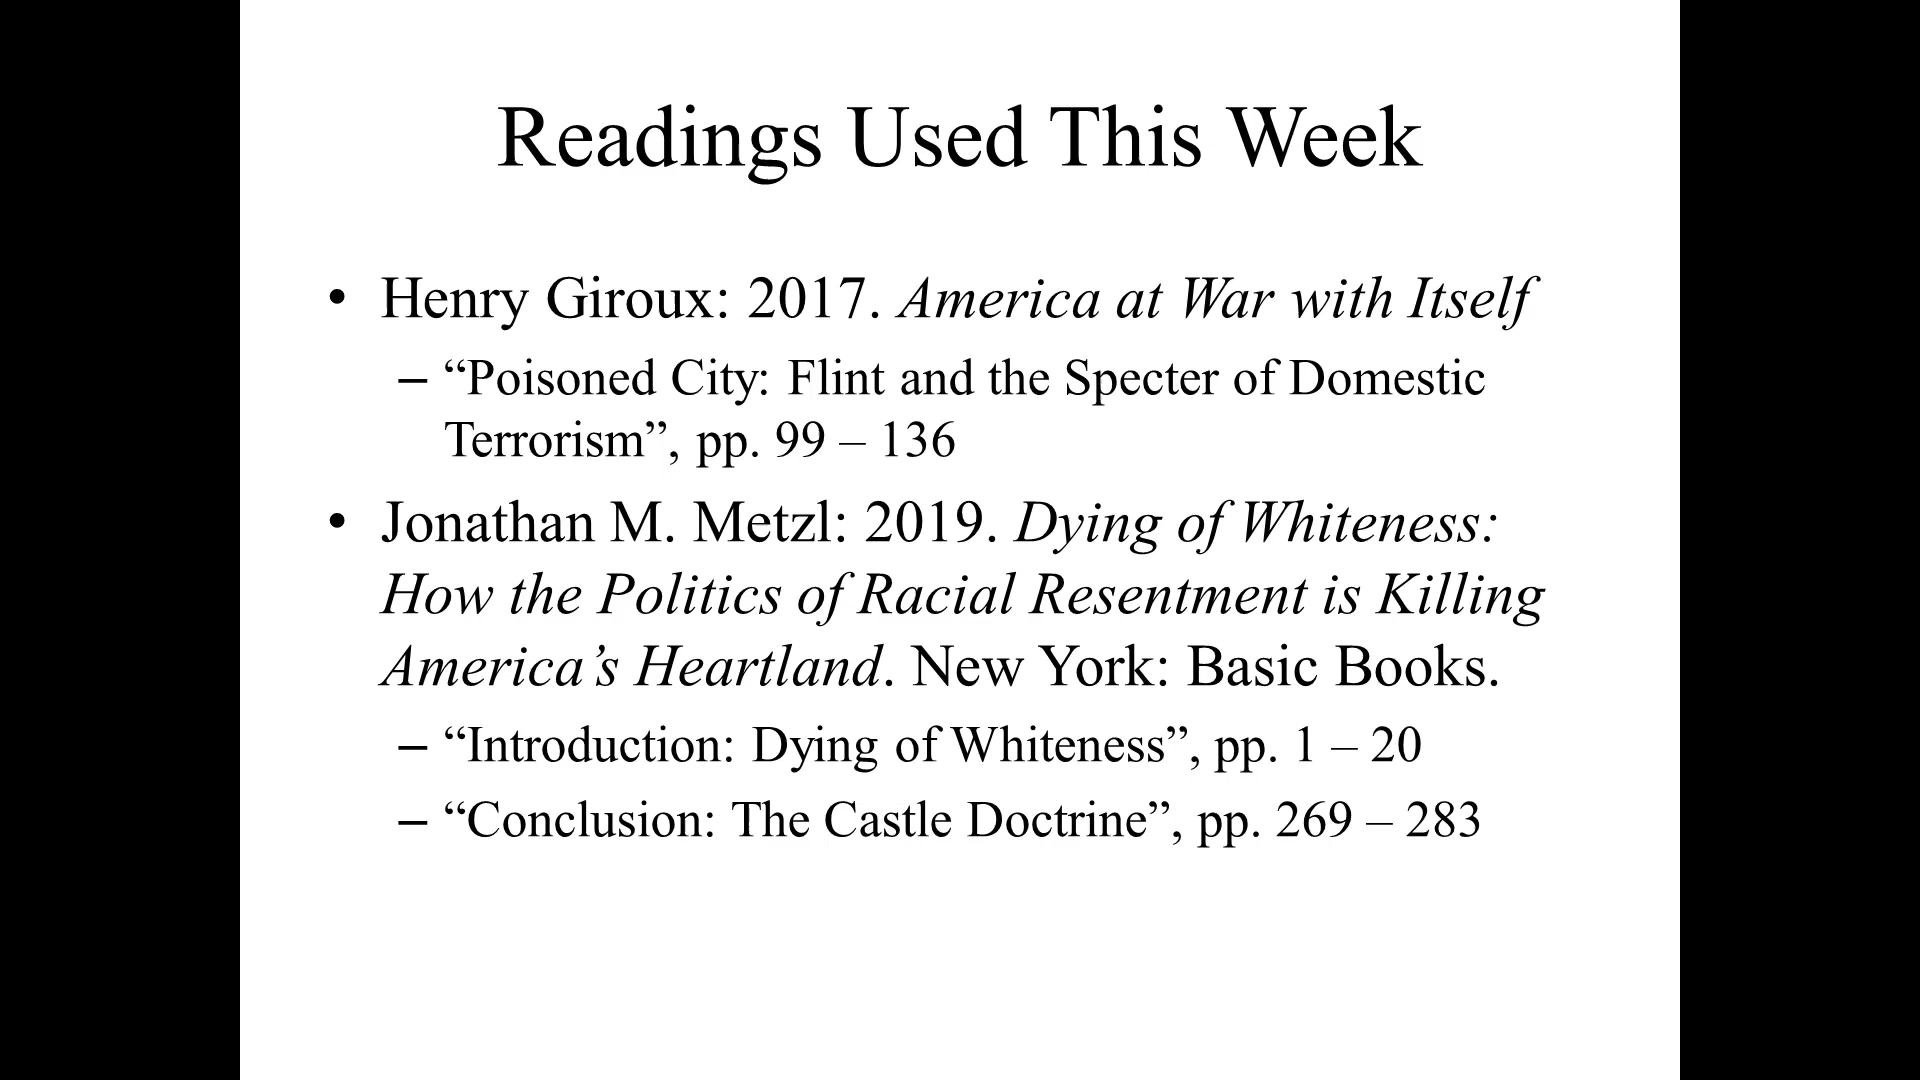 Readings Used This Week
• Henry Giroux: 2017. America at War with Itself
– “Poisoned City: Flint and the Specter of Domestic
Terrorism”, pp. 99 – 136
• Jonathan M. Metzl: 2019. Dying of Whiteness:
How the Politics of Racial Resentment is Killing
America’s Heartland. New York: Basic Books.
– “Introduction: Dying of Whiteness”, pp. 1 – 20
– “Conclusion: The Castle Doctrine”, pp. 269 – 283